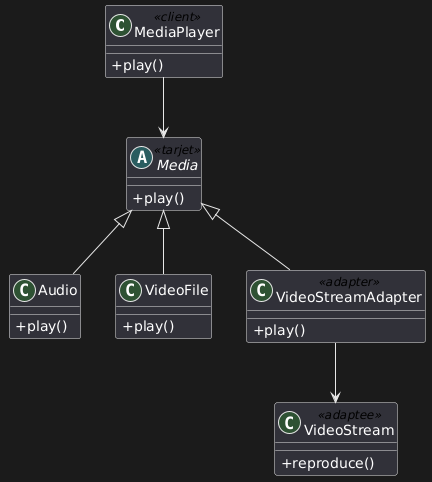 C «client»
MediaPlayer
+play()
A «tarjet»
Media
+play()
C Audio
+play()
C VideoFile
+play()
C «adapter»
VideoStreamAdapter
+play()
C «adaptee»
VideoStream
+reproduce()